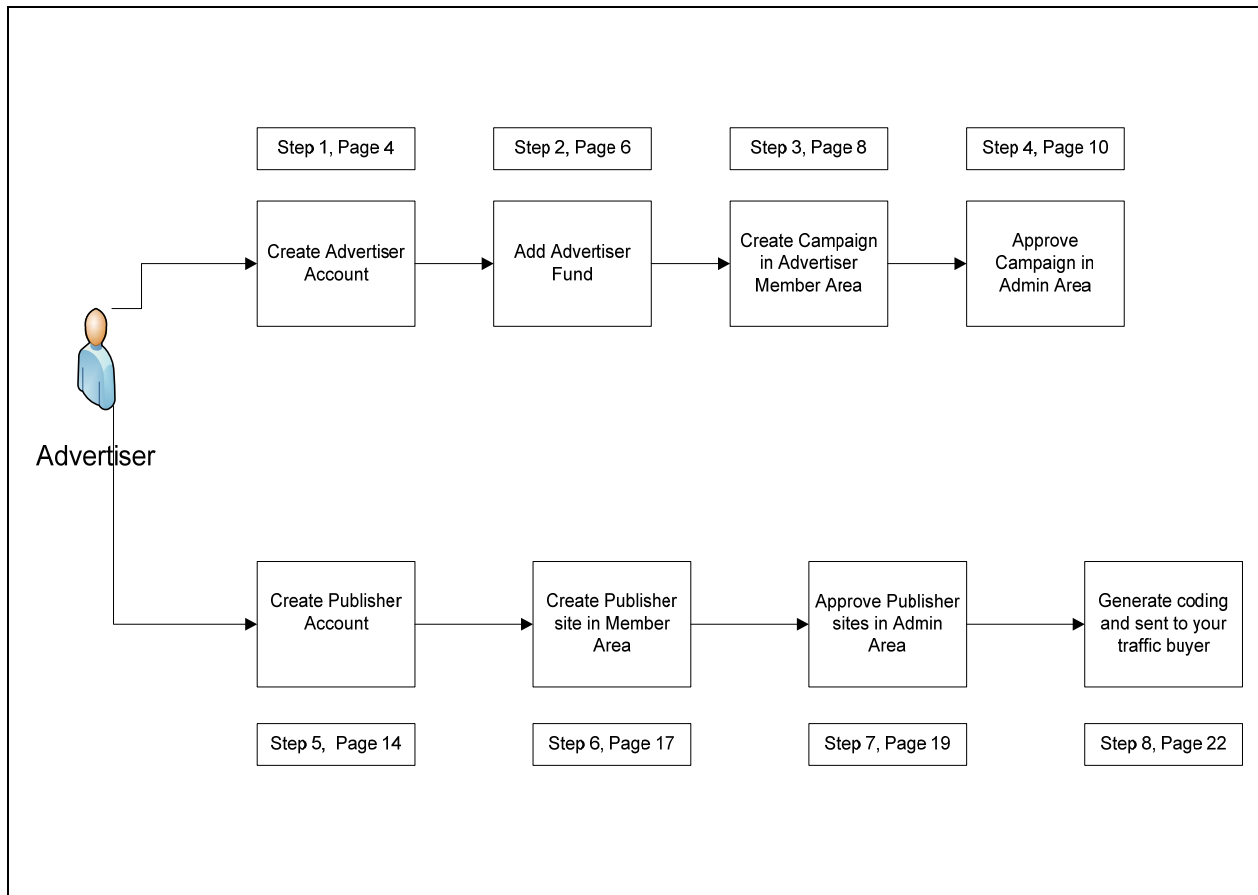 Step 1, Page 4
Step 2, Page 6
Step 3, Page 8
Step 4, Page 10
Create Advertiser
Account
Add Advertiser
Fund
Create Campaign
in Advertiser
Member Area
Approve
Campaign in
Admin Area
Advertiser
Create Publisher
Account
Create Publisher
site in Member
Area
Approve Publisher
sites in Admin
Area
Generate coding
and sent to your
traffic buyer
Step 5, Page 14
Step 6, Page 17
Step 7, Page 19
Step 8, Page 22